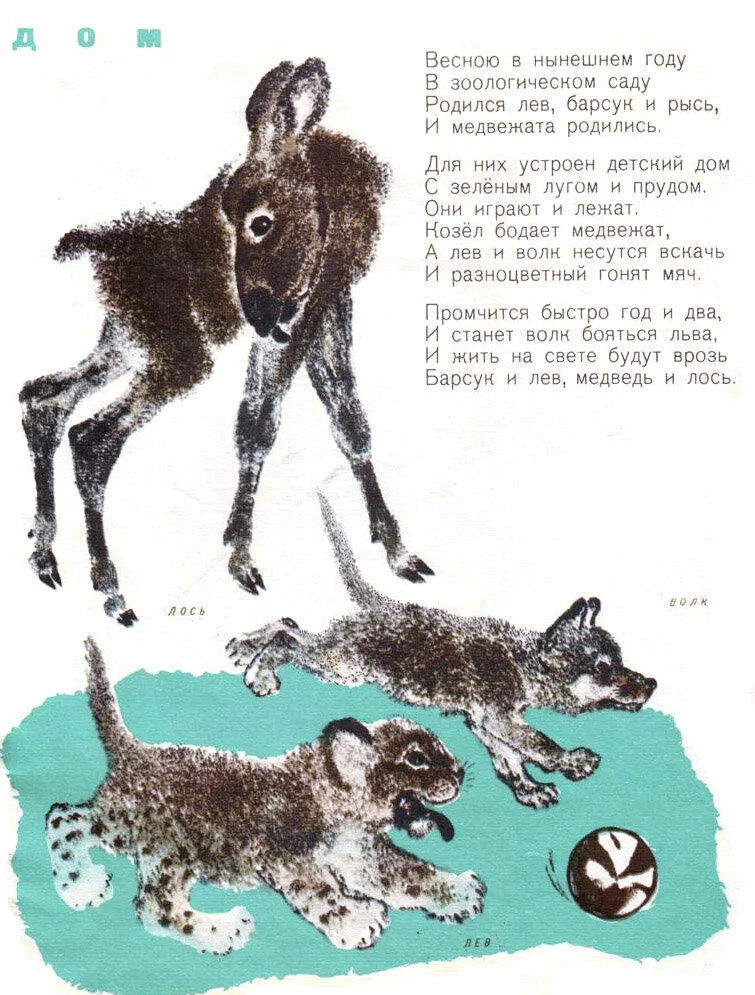 ДОМ
Весною в нынешнем году
В зоологическом саду
Родился лев, барсук и рысь,
И медвежата родились.
Для них устроен детский дом
С зелёным лугом и прудом.
Они играют и лежат.
Козёл бодает медвежат,
А лев и волк несутся вскачь
И разноцветный гонят мяч.
Промчится быстро год и два,
И станет волк бояться льва,
И жить на свете будут врозь
Барсук и лев, медведь и лось.
ЛОСЬ
ВОЛК
ЛЕВ